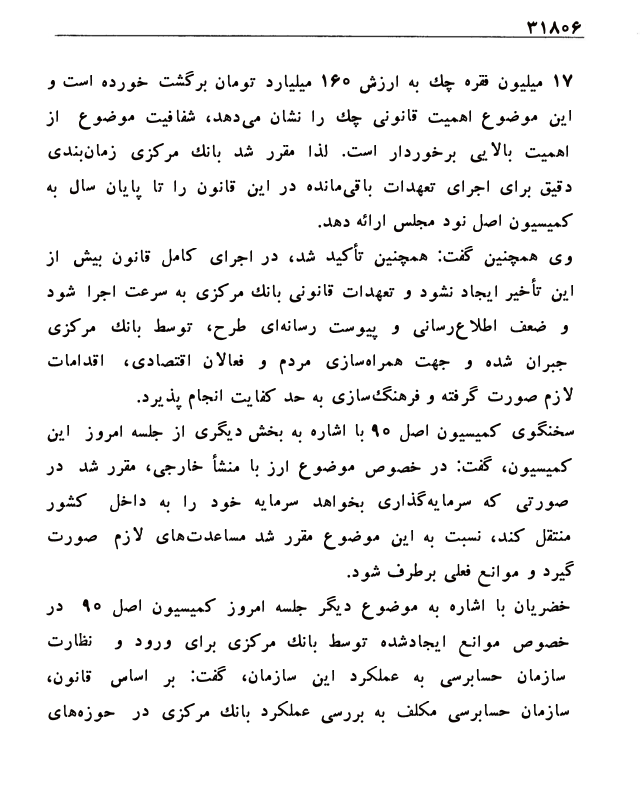 ۳۱۸۰۶
۱۷ میلیون فقره چك به ارزش ۱۶۰ میلیارد تومان برگشت خورده است و
این موضوع اهمیت قانونی چك را نشان می‌دهد، شفافیت موضوع از
اهمیت بالایی برخوردار است. لذا مقرر شد بانك مرکزی زمان‌بندی
دقیق برای اجرای تعهدات باقی‌مانده در این قانون را تا پایان سال به
کمیسیون اصل نود مجلس ارائه دهد.
وی همچنین گفت: همچنین تأکید شد، در اجرای کامل قانون بیش از
این تأخیر ایجاد نشود و تعهدات قانونی بانك مرکزی به سرعت اجرا شود
و ضعف اطلاع‌رسانی و پیوست رسانه‌ای طرح، توسط بانك مرکزی
جبران شده و جهت همراه‌سازی مردم و فعالان اقتصادی، اقدامات
لازم صورت گرفته و فرهنگ‌سازی به حد کفایت انجام پذیرد.
سخنگوی کمیسیون اصل ۹۰ با اشاره به بخش دیگری از جلسه امروز این
کمیسیون، گفت: در خصوص موضوع ارز با منشأ خارجی، مقرر شد در
صورتی که سرمایه‌گذاری بخواهد سرمایه خود را به داخل کشور
منتقل کند، نسبت به این موضوع مقرر شد مساعدت‌های لازم صورت
گیرد و موانع فعلی برطرف شود.
خضریان با اشاره به موضوع دیگر جلسه امروز کمیسیون اصل ۹۰ در
خصوص موانع ایجادشده توسط بانك مرکزی برای ورود و نظارت
سازمان حسابرسی به عملکرد این سازمان، گفت: بر اساس قانون،
سازمان حسابرسی مکلف به بررسی عملکرد بانك مرکزی در حوزه‌های